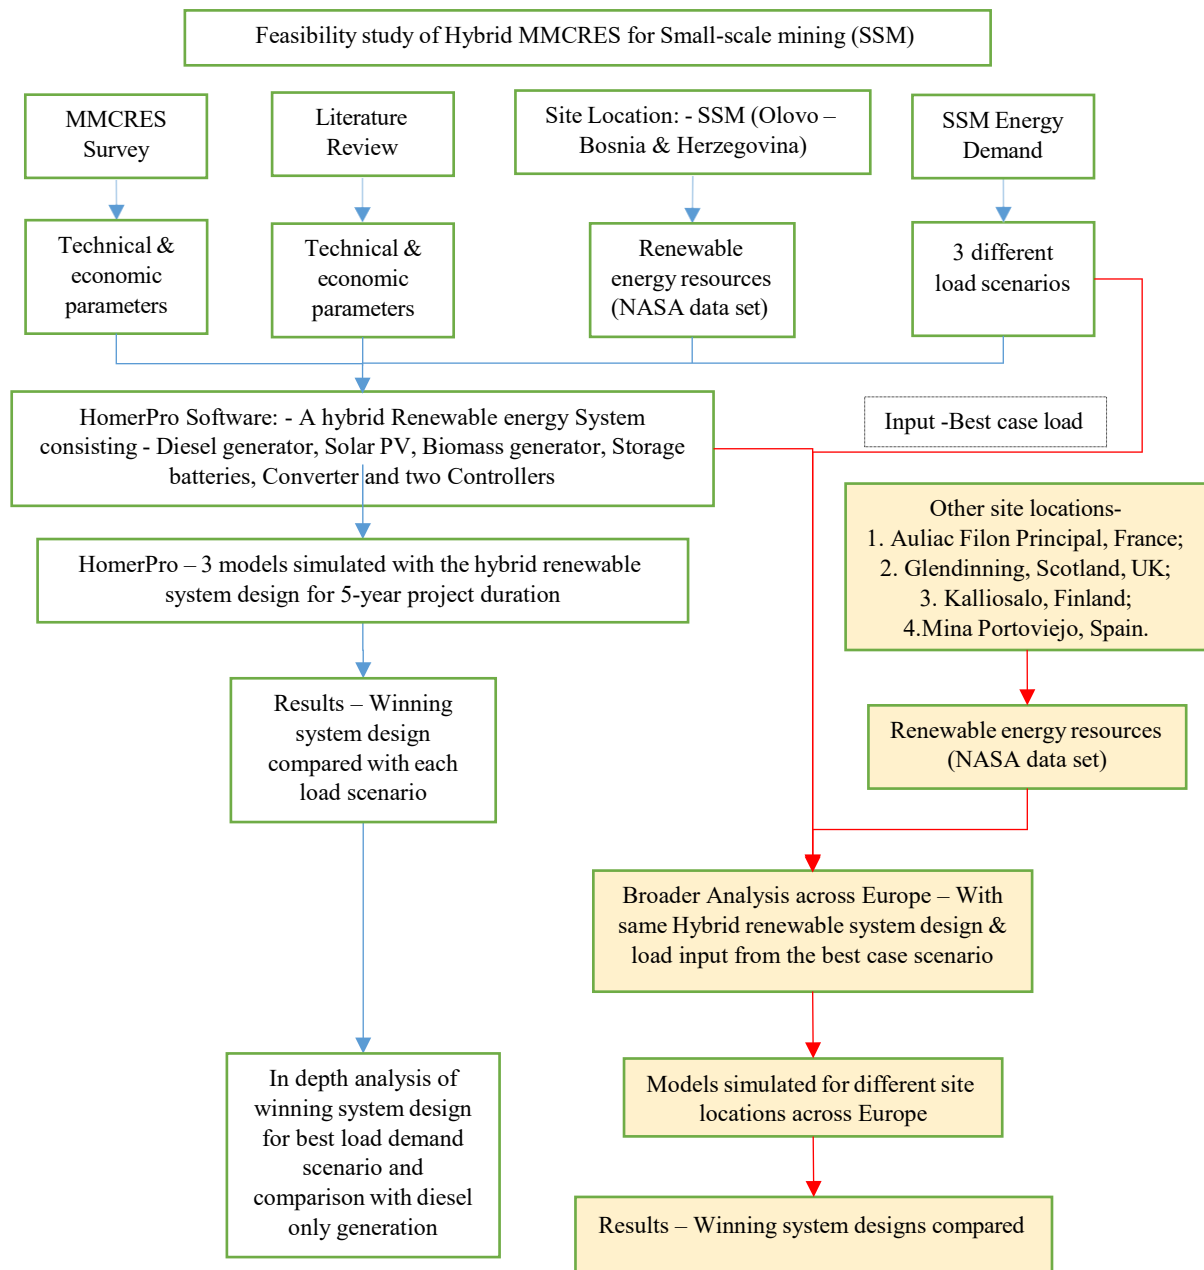 Feasibility study of Hybrid MMCRES for Small-scale mining (SSM)
MMCRES
Survey
Literature
Review
Site Location: - SSM (Olovo –
Bosnia & Herzegovina)
SSM Energy
Demand
Technical &
economic
parameters
Technical &
economic
parameters
Renewable
energy resources
(NASA data set)
3 different
load scenarios
HomerPro Software: - A hybrid Renewable energy System
consisting - Diesel generator, Solar PV, Biomass generator, Storage
batteries, Converter and two Controllers
Input -Best case load
Other site locations-
1. Auliac Filon Principal, France;
2. Glendinning, Scotland, UK;
3. Kalliosalo, Finland;
4.Mina Portoviejo, Spain.
HomerPro – 3 models simulated with the hybrid renewable
system design for 5-year project duration
Results – Winning
system design
compared with each
load scenario
Renewable energy resources
(NASA data set)
Broader Analysis across Europe – With
same Hybrid renewable system design &
load input from the best case scenario
In depth analysis of
winning system design
for best load demand
scenario and
comparison with diesel
only generation
Models simulated for different site
locations across Europe
Results – Winning system designs compared